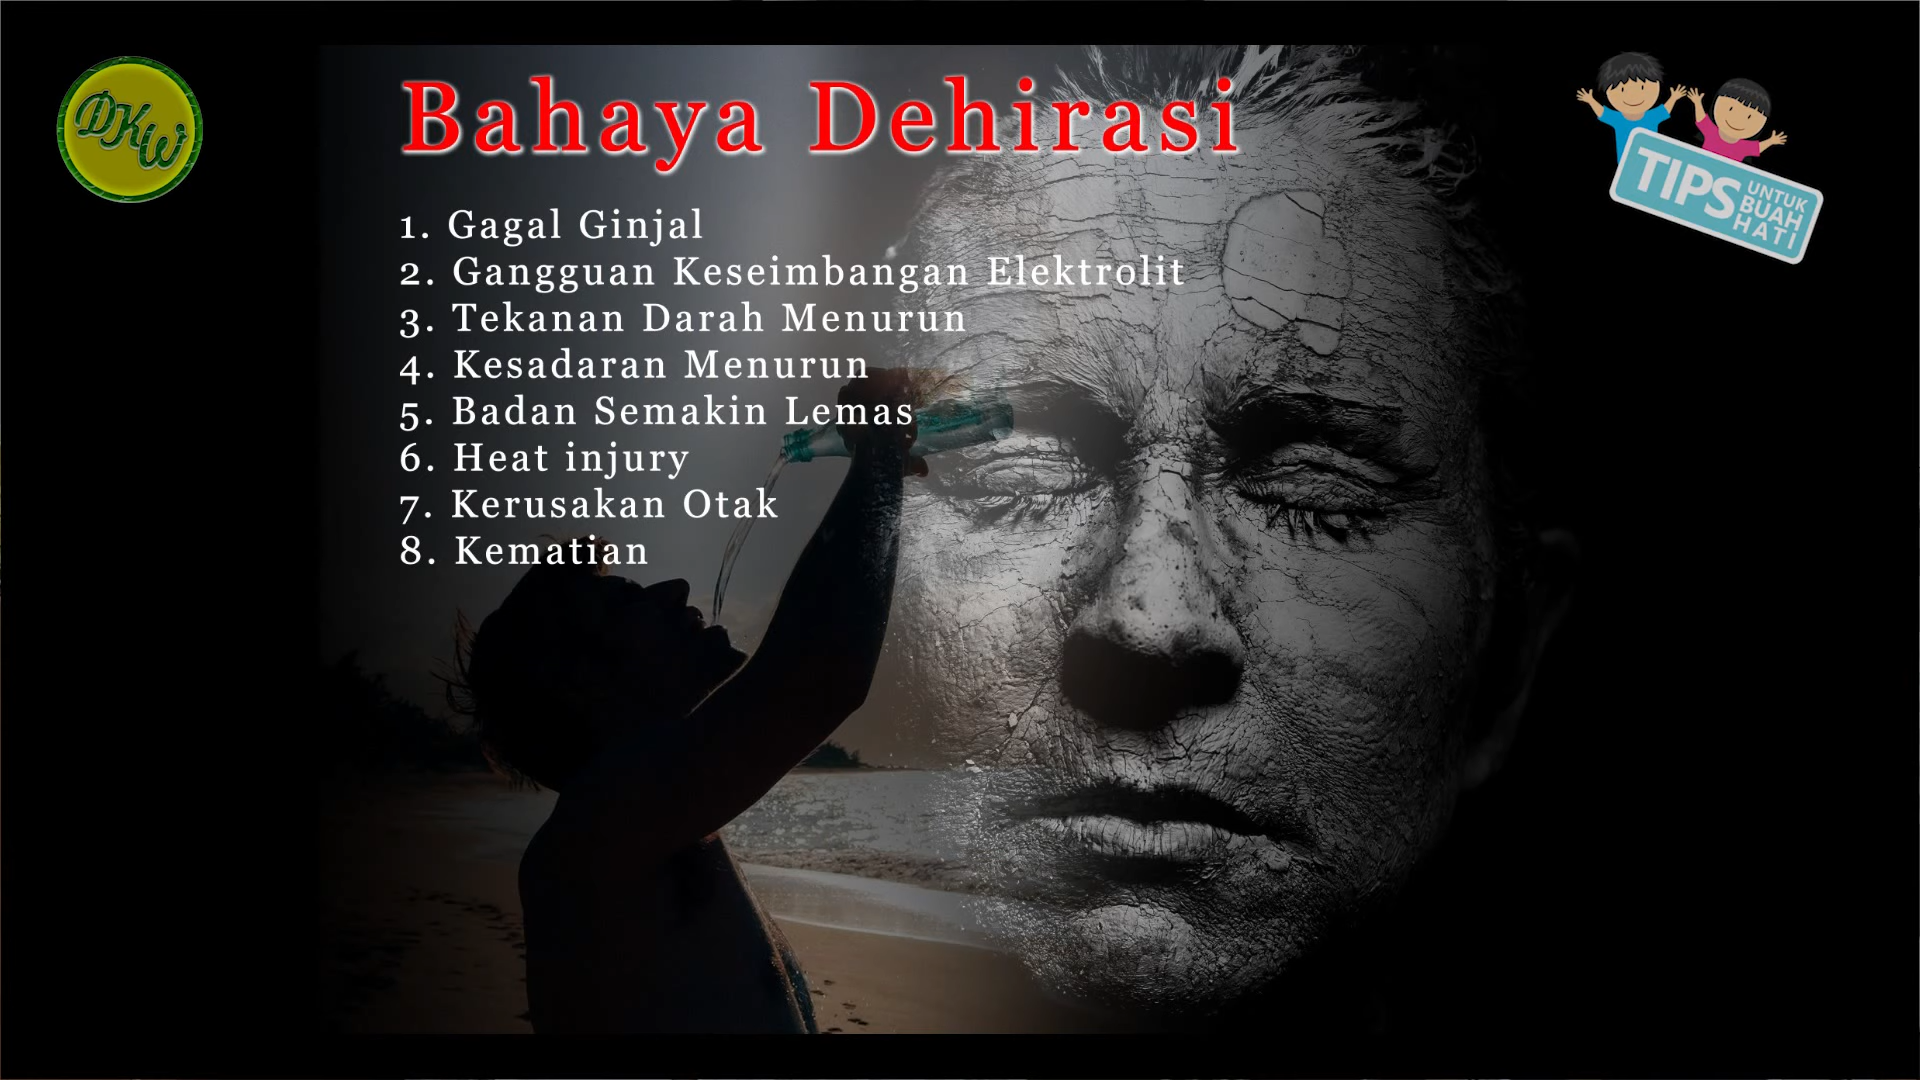 DKW
Bahaya Dehirasi
TIPS UNTUK
BUAH
HATI
1. Gagal Ginjal
2. Gangguan Keseimbangan Elektrolit
3. Tekanan Darah Menurun
4. Kesadaran Menurun
5. Badan Semakin Lemas
6. Heat injury
7. Kerusakan Otak
8. Kematian